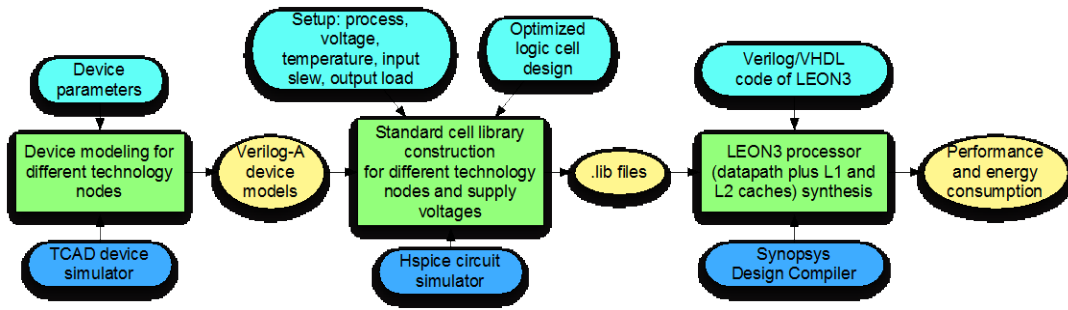 Device
parameters
Device modeling for
different technology
nodes
TCAD device
simulator
Verilog-A
device
models
Setup: process,
voltage,
temperature, input
slew, output load
Optimized
logic cell
design
Standard cell library
construction
for different technology
nodes and supply
voltages
Hspice circuit
simulator
.lib files
Verilog/VHDL
code of LEON3
LEON3 processor
(datapath plus L1 and
L2 caches) synthesis
Synopsys
Design Compiler
Performance
and energy
consumption